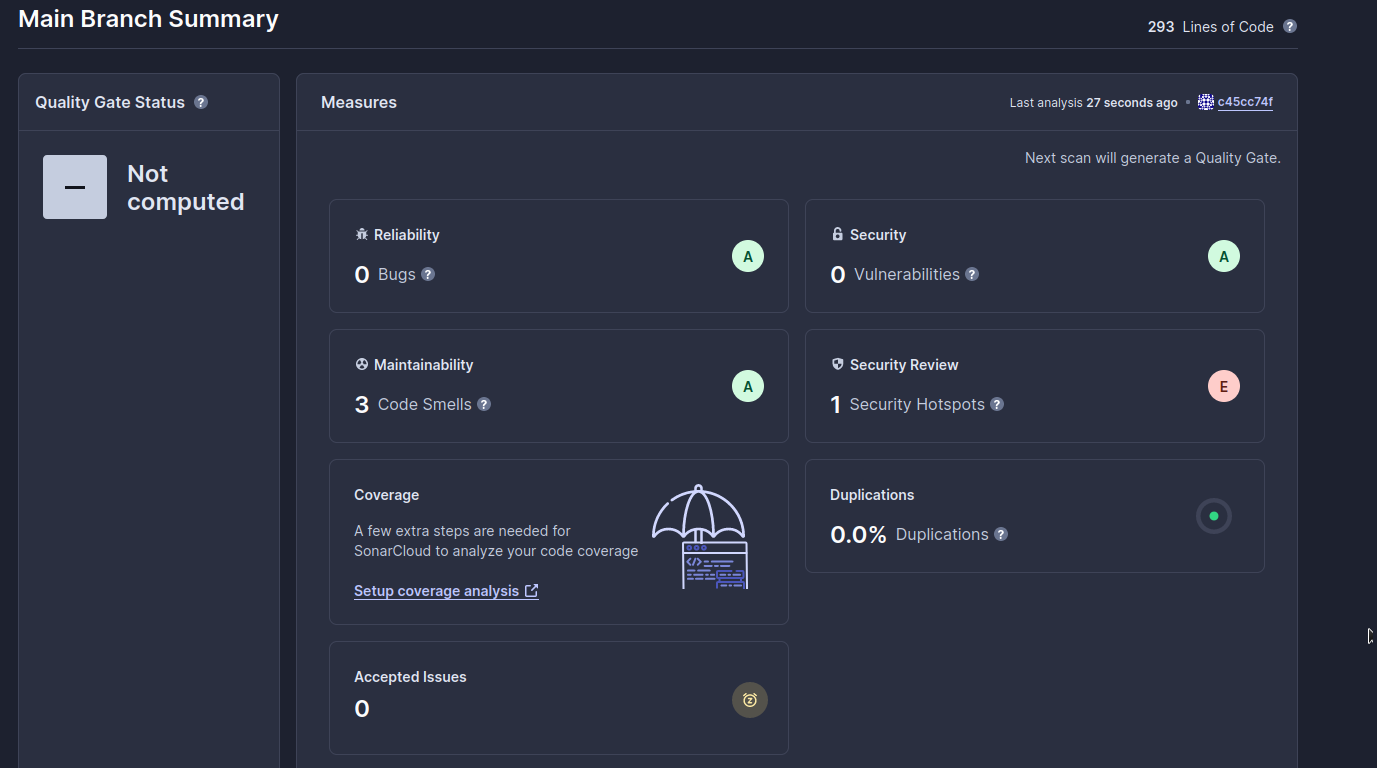 Main Branch Summary
293 Lines of Code ?
Quality Gate Status ?
Not
computed
Measures
Last analysis 27 seconds ago • c45cc74f
Next scan will generate a Quality Gate.
Reliability
0 Bugs ?
A
Security
0 Vulnerabilities ?
A
Maintainability
3 Code Smells ?
A
Security Review
1 Security Hotspots ?
E
Coverage
A few extra steps are needed for
SonarCloud to analyze your code coverage
Setup coverage analysis
</>
Duplications
0.0% Duplications ?
Accepted Issues
0
z